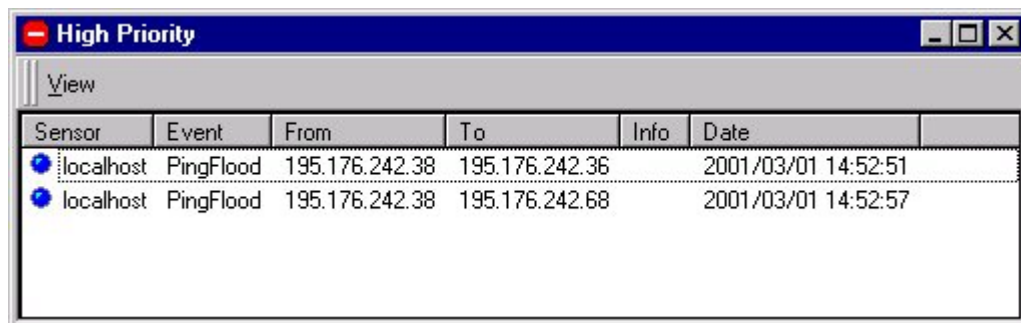 High Priority
View
Sensor Event From To Info Date
localhost PingFlood 195.176.242.38 195.176.242.36 2001/03/01 14:52:51
localhost PingFlood 195.176.242.38 195.176.242.68 2001/03/01 14:52:57